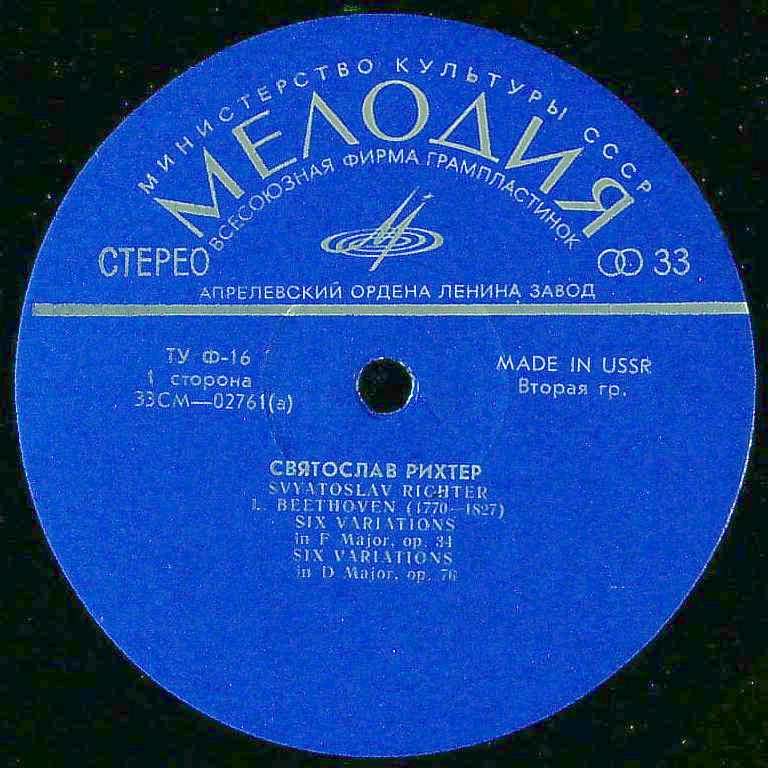 МИНИСТЕРСТВО КУЛЬТУРЫ СССР
МЕЛОДИЯ
ВСЕСОЮЗНАЯ ФИРМА ГРАМПЛАСТИНОК
СТЕРЕО
33
АПРЕЛЕВСКИЙ ОРДЕНА ЛЕНИНА ЗАВОД
ТУ Ф-16
1 сторона
33СМ—02761(а)
MADE IN USSR
Вторая гр.
СВЯТОСЛАВ РИХТЕР
SVYATOSLAV RICHTER
L. BEETHOVEN (1770—1827)
SIX VARIATIONS
in F Major, op. 34
SIX VARIATIONS
in D Major, op. 76